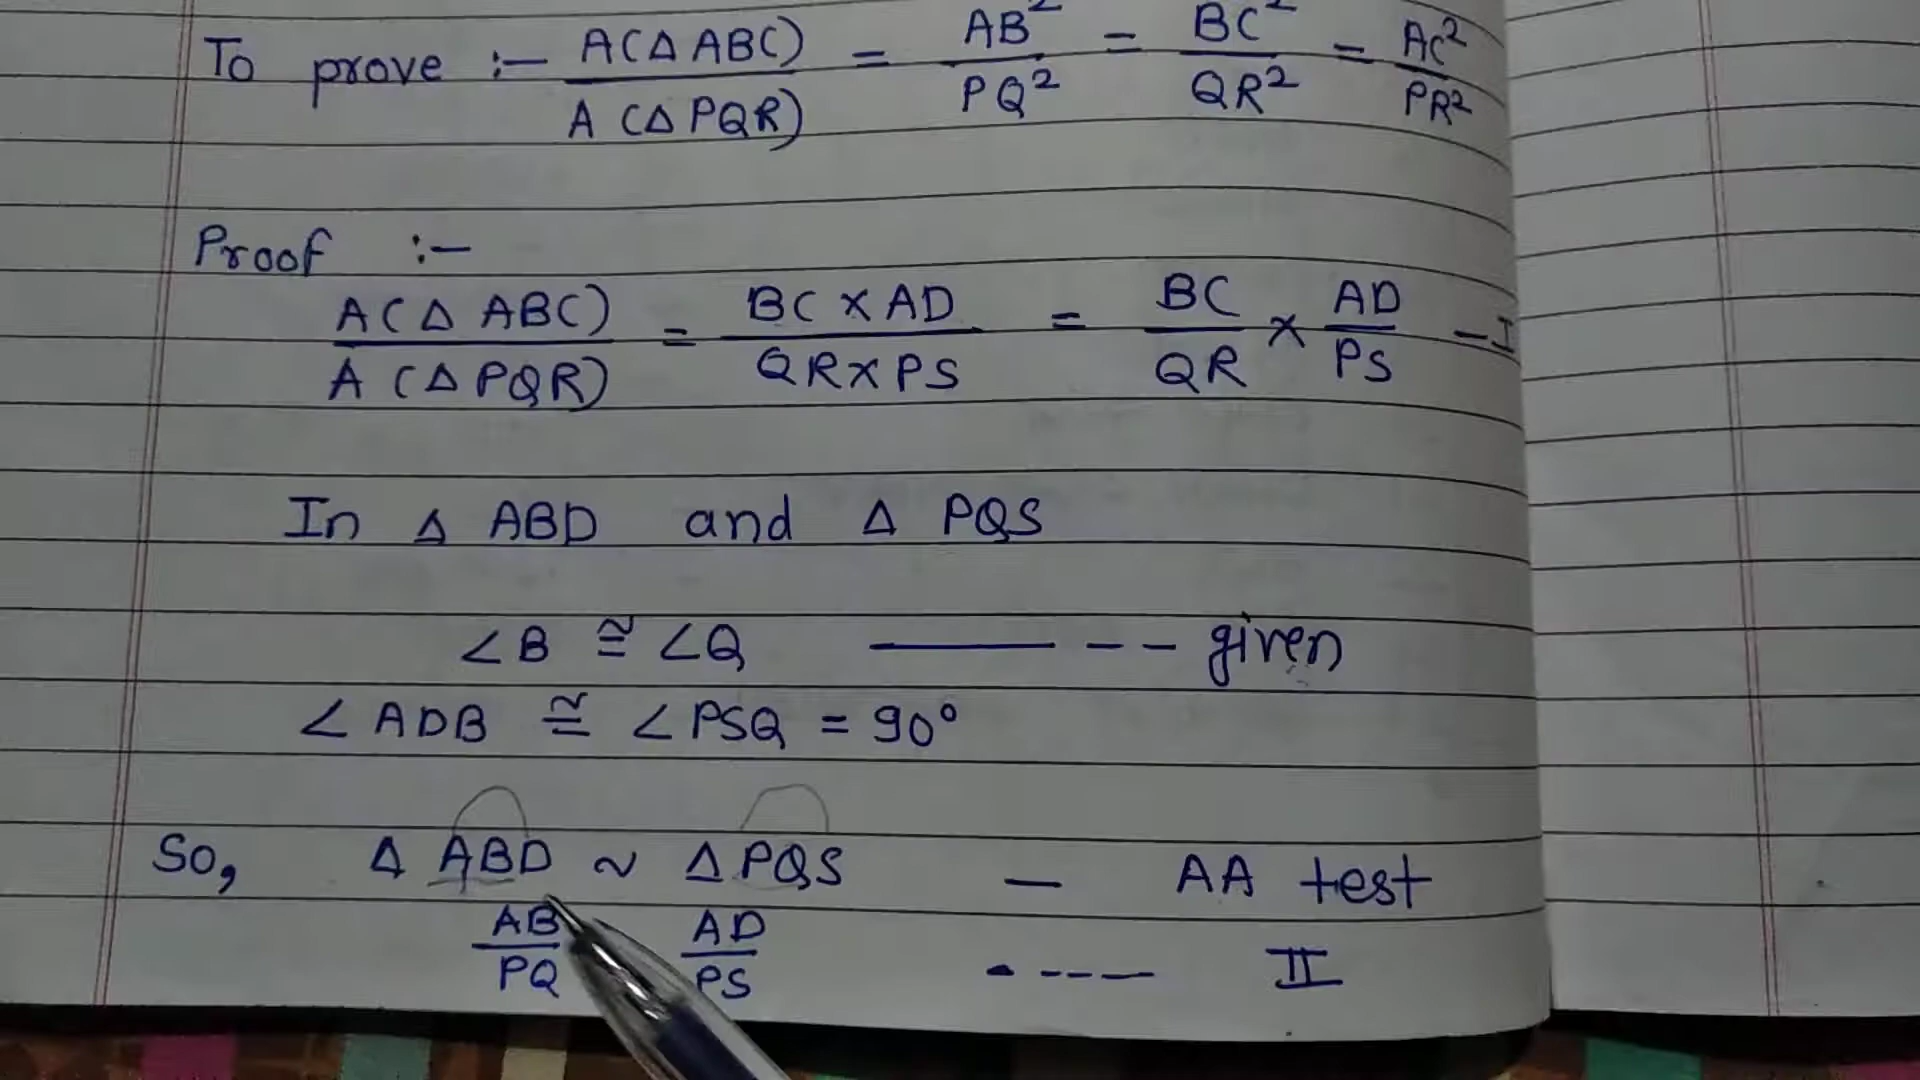 To prove :- A(Δ ABC) / A(Δ PQR) = AB² / PQ² = BC² / QR² = AC² / PR²
Proof :-
A(Δ ABC) / A(Δ PQR) = BC × AD / QR × PS = BC / QR × AD / PS - I
In Δ ABD and Δ PQS
∠B ≅ ∠Q ——— - - given
∠ADB ≅ ∠PSQ = 90°
So, Δ ABD ~ Δ PQS — AA test
AB / PQ AD / PS - - - - II